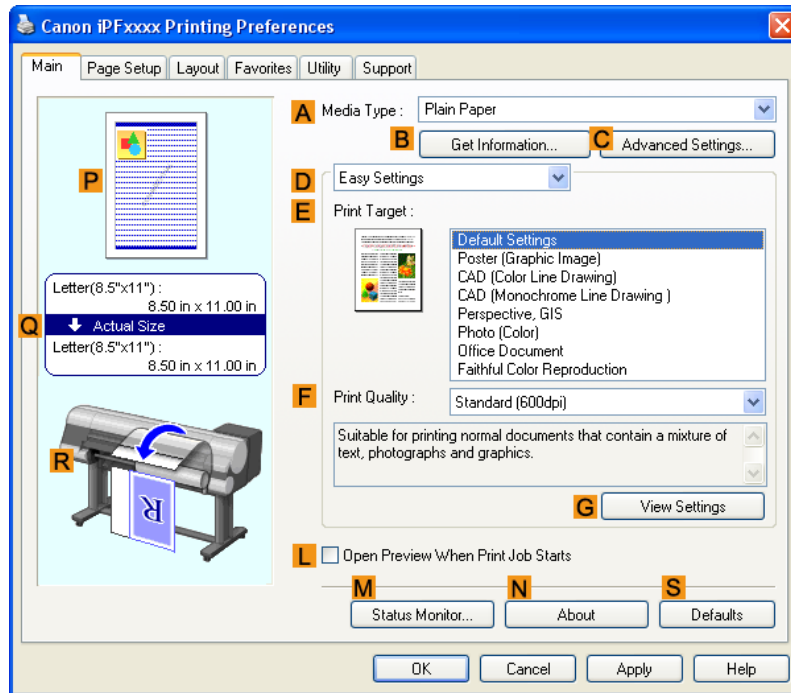 Canon iPFxxxx Printing Preferences
Main Page Setup Layout Favorites Utility Support
P
Letter(8.5"x11") :
8.50 in x 11.00 in
Q Actual Size
Letter(8.5"x11") :
8.50 in x 11.00 in
R
R
A Media Type : Plain Paper
B Get Information... C Advanced Settings...
D Easy Settings
E Print Target :
Default Settings
Poster (Graphic Image)
CAD (Color Line Drawing)
CAD (Monochrome Line Drawing )
Perspective, GIS
Photo (Color)
Office Document
Faithful Color Reproduction
F Print Quality : Standard (600dpi)
Suitable for printing normal documents that contain a mixture of
text, photographs and graphics.
G View Settings
L Open Preview When Print Job Starts
M Status Monitor... N About S Defaults
OK Cancel Apply Help